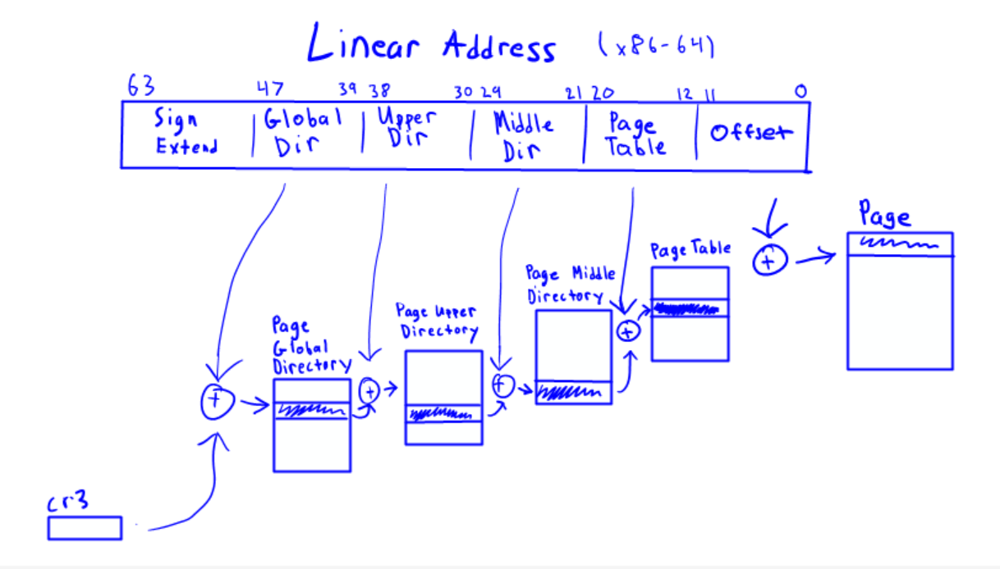 Linear Address (x86-64)
63 47 39 38 30 29 21 20 12 11 0
Sign Extend
Global Dir
Upper Dir
Middle Dir
Page Table
Offset
Page
Page Table
Page Middle
Directory
Page Upper
Directory
Page
Global
Directory
+
+
+
+
+
cr3